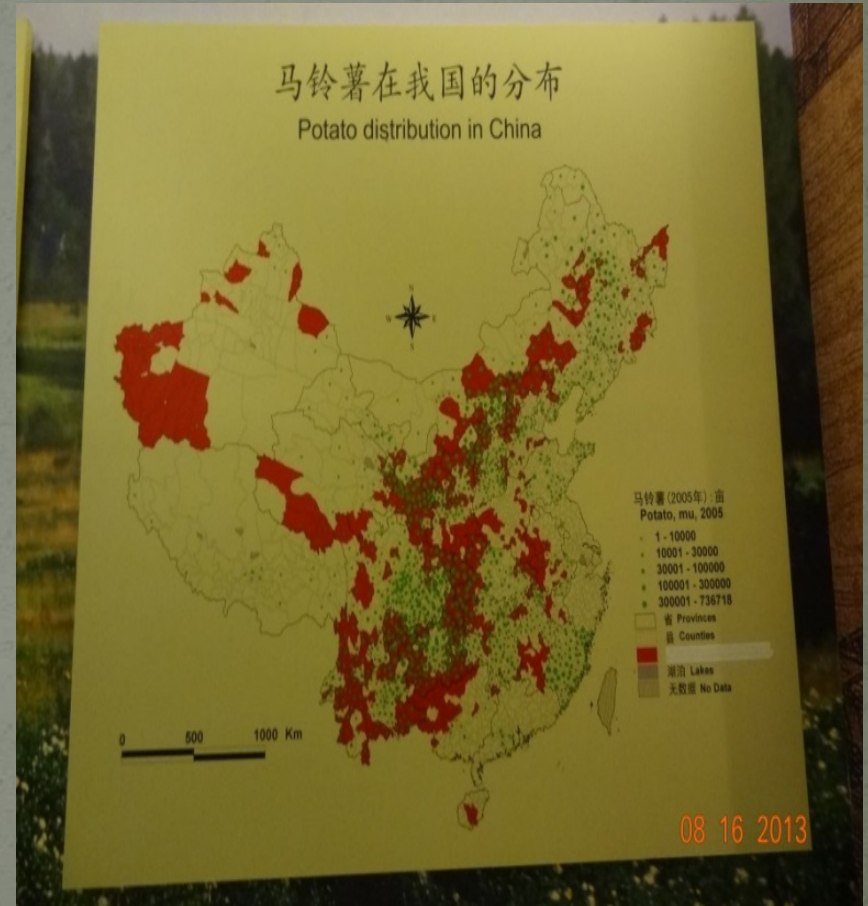 马铃薯在我国的分布
Potato distribution in China
N
W E
S
马铃薯(2005年):亩
Potato, mu, 2005
1 - 10000
10001 - 30000
30001 - 100000
100001 - 300000
300001 - 736718
省 Provinces
县 Counties
湖泊 Lakes
无数据 No Data
0 500 1000 Km
08 16 2013